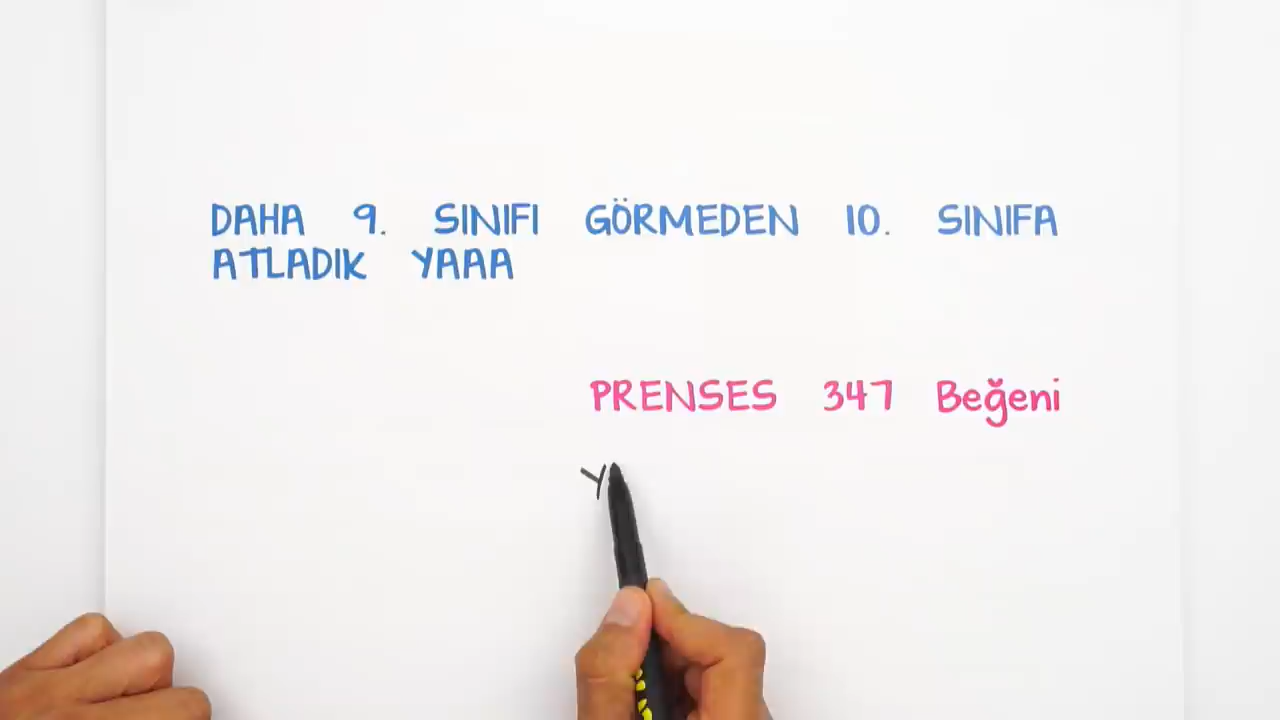 DAHA 9. SINIFI GÖRMEDEN 10. SINIFA
ATLADIK YAAA
PRENSES 347 Beğeni
Y